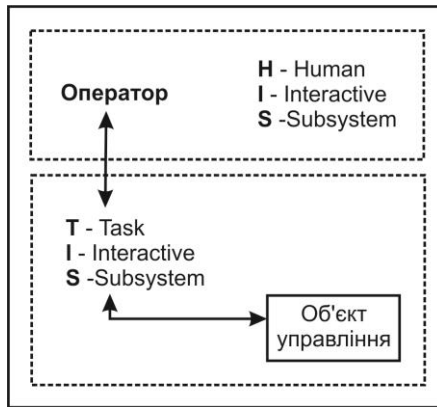 Оператор
H - Human
I - Interactive
S -Subsystem
T - Task
I - Interactive
S -Subsystem
Об'єкт
управління